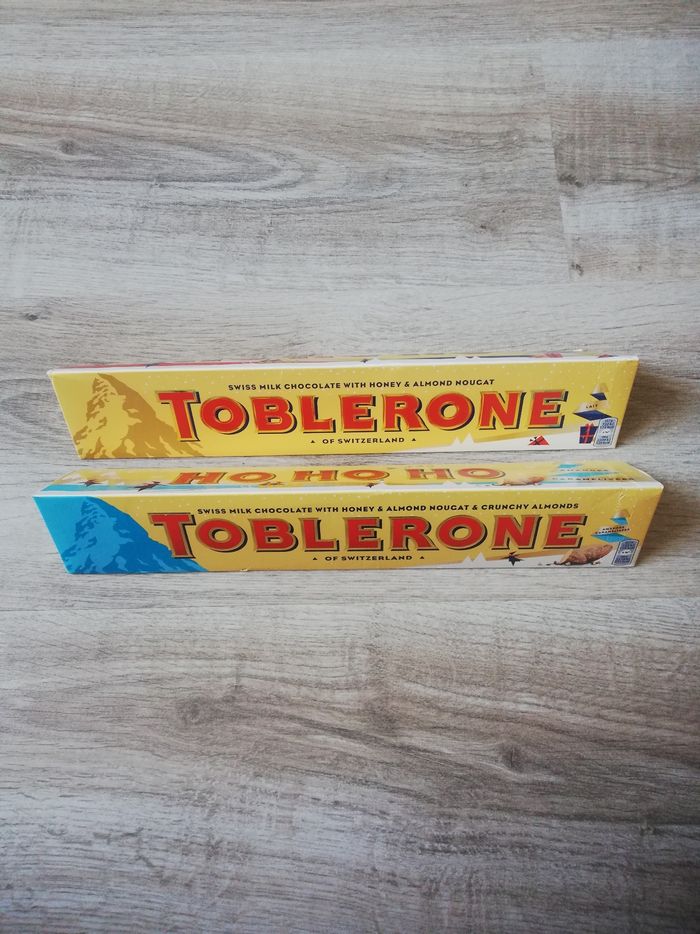 SWISS MILK CHOCOLATE WITH HONEY & ALMOND NOUGAT
TOBLERONE
OF SWITZERLAND
LAIT
HO HO HO
SWISS MILK CHOCOLATE WITH HONEY & ALMOND NOUGAT & CRUNCHY ALMONDS
TOBLERONE
OF SWITZERLAND